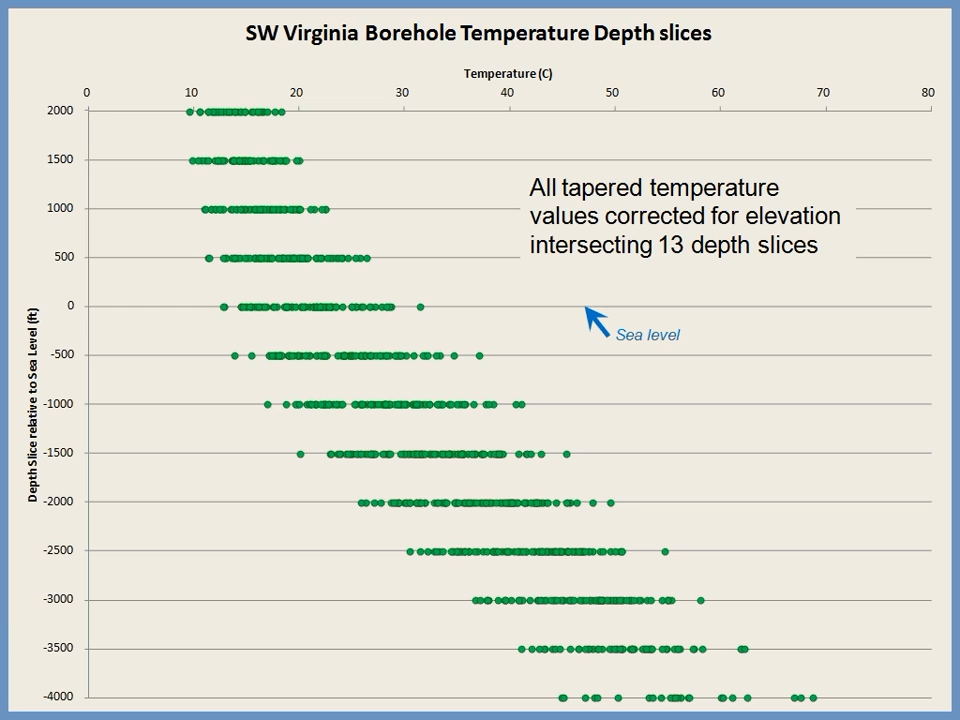 SW Virginia Borehole Temperature Depth slices
Temperature (C)
0 10 20 30 40 50 60 70 80
2000
1500
1000
500
0
-500
-1000
-1500
-2000
-2500
-3000
-3500
-4000
Depth Slice relative to Sea Level (ft)
All tapered temperature
values corrected for elevation
intersecting 13 depth slices
Sea level